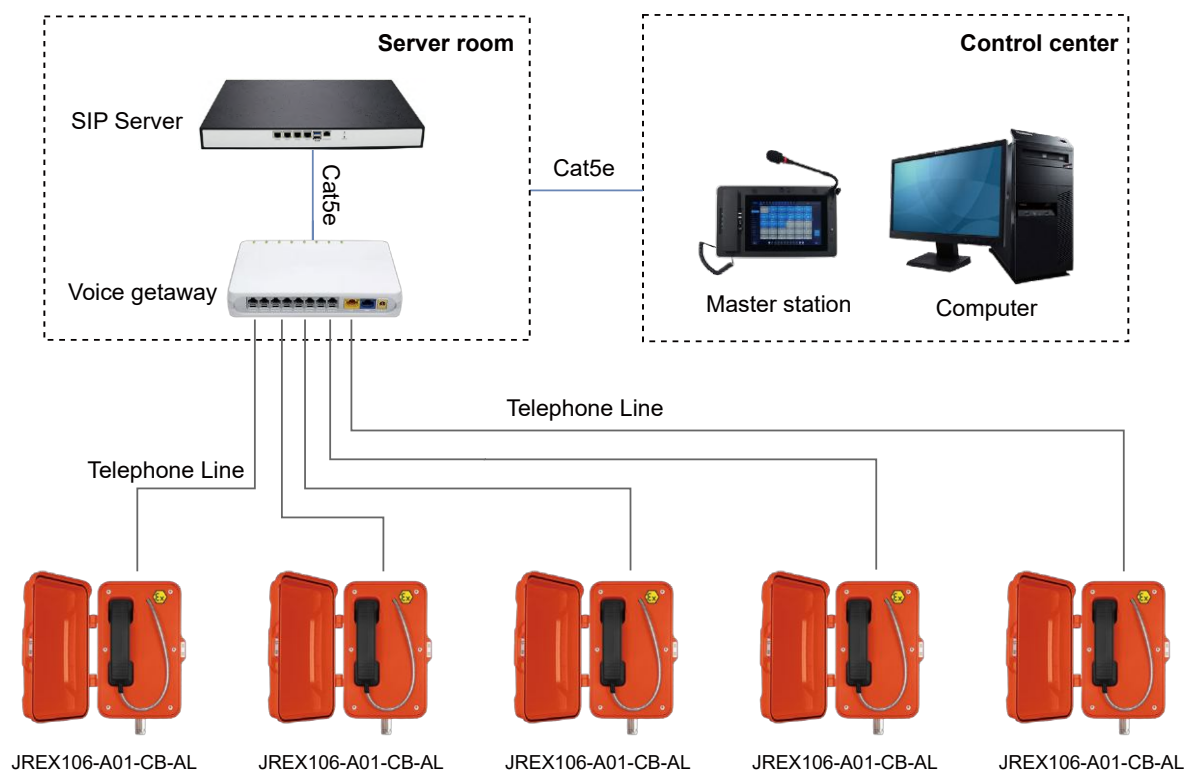 Server room
Control center
SIP Server
Cat5e
Cat5e
Voice getaway
Master station
Computer
Telephone Line
Telephone Line
JREX106-A01-CB-AL
JREX106-A01-CB-AL
JREX106-A01-CB-AL
JREX106-A01-CB-AL
JREX106-A01-CB-AL